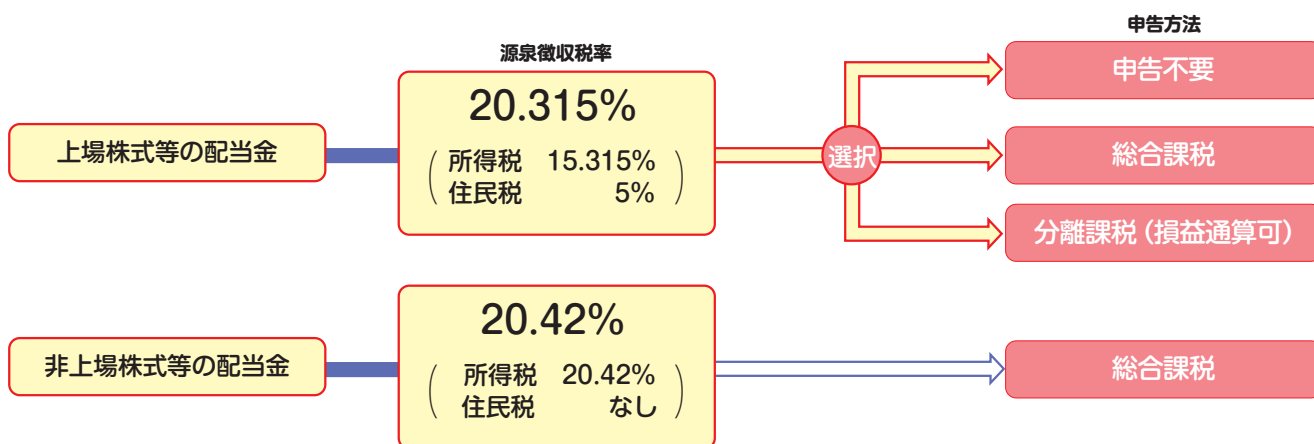 申告方法
源泉徴収税率
申告不要
20.315%
上場株式等の配当金
所得税 15.315%
住民税 5%
選択
総合課税
分離課税（損益通算可）
20.42%
非上場株式等の配当金
所得税 20.42%
住民税 なし
総合課税